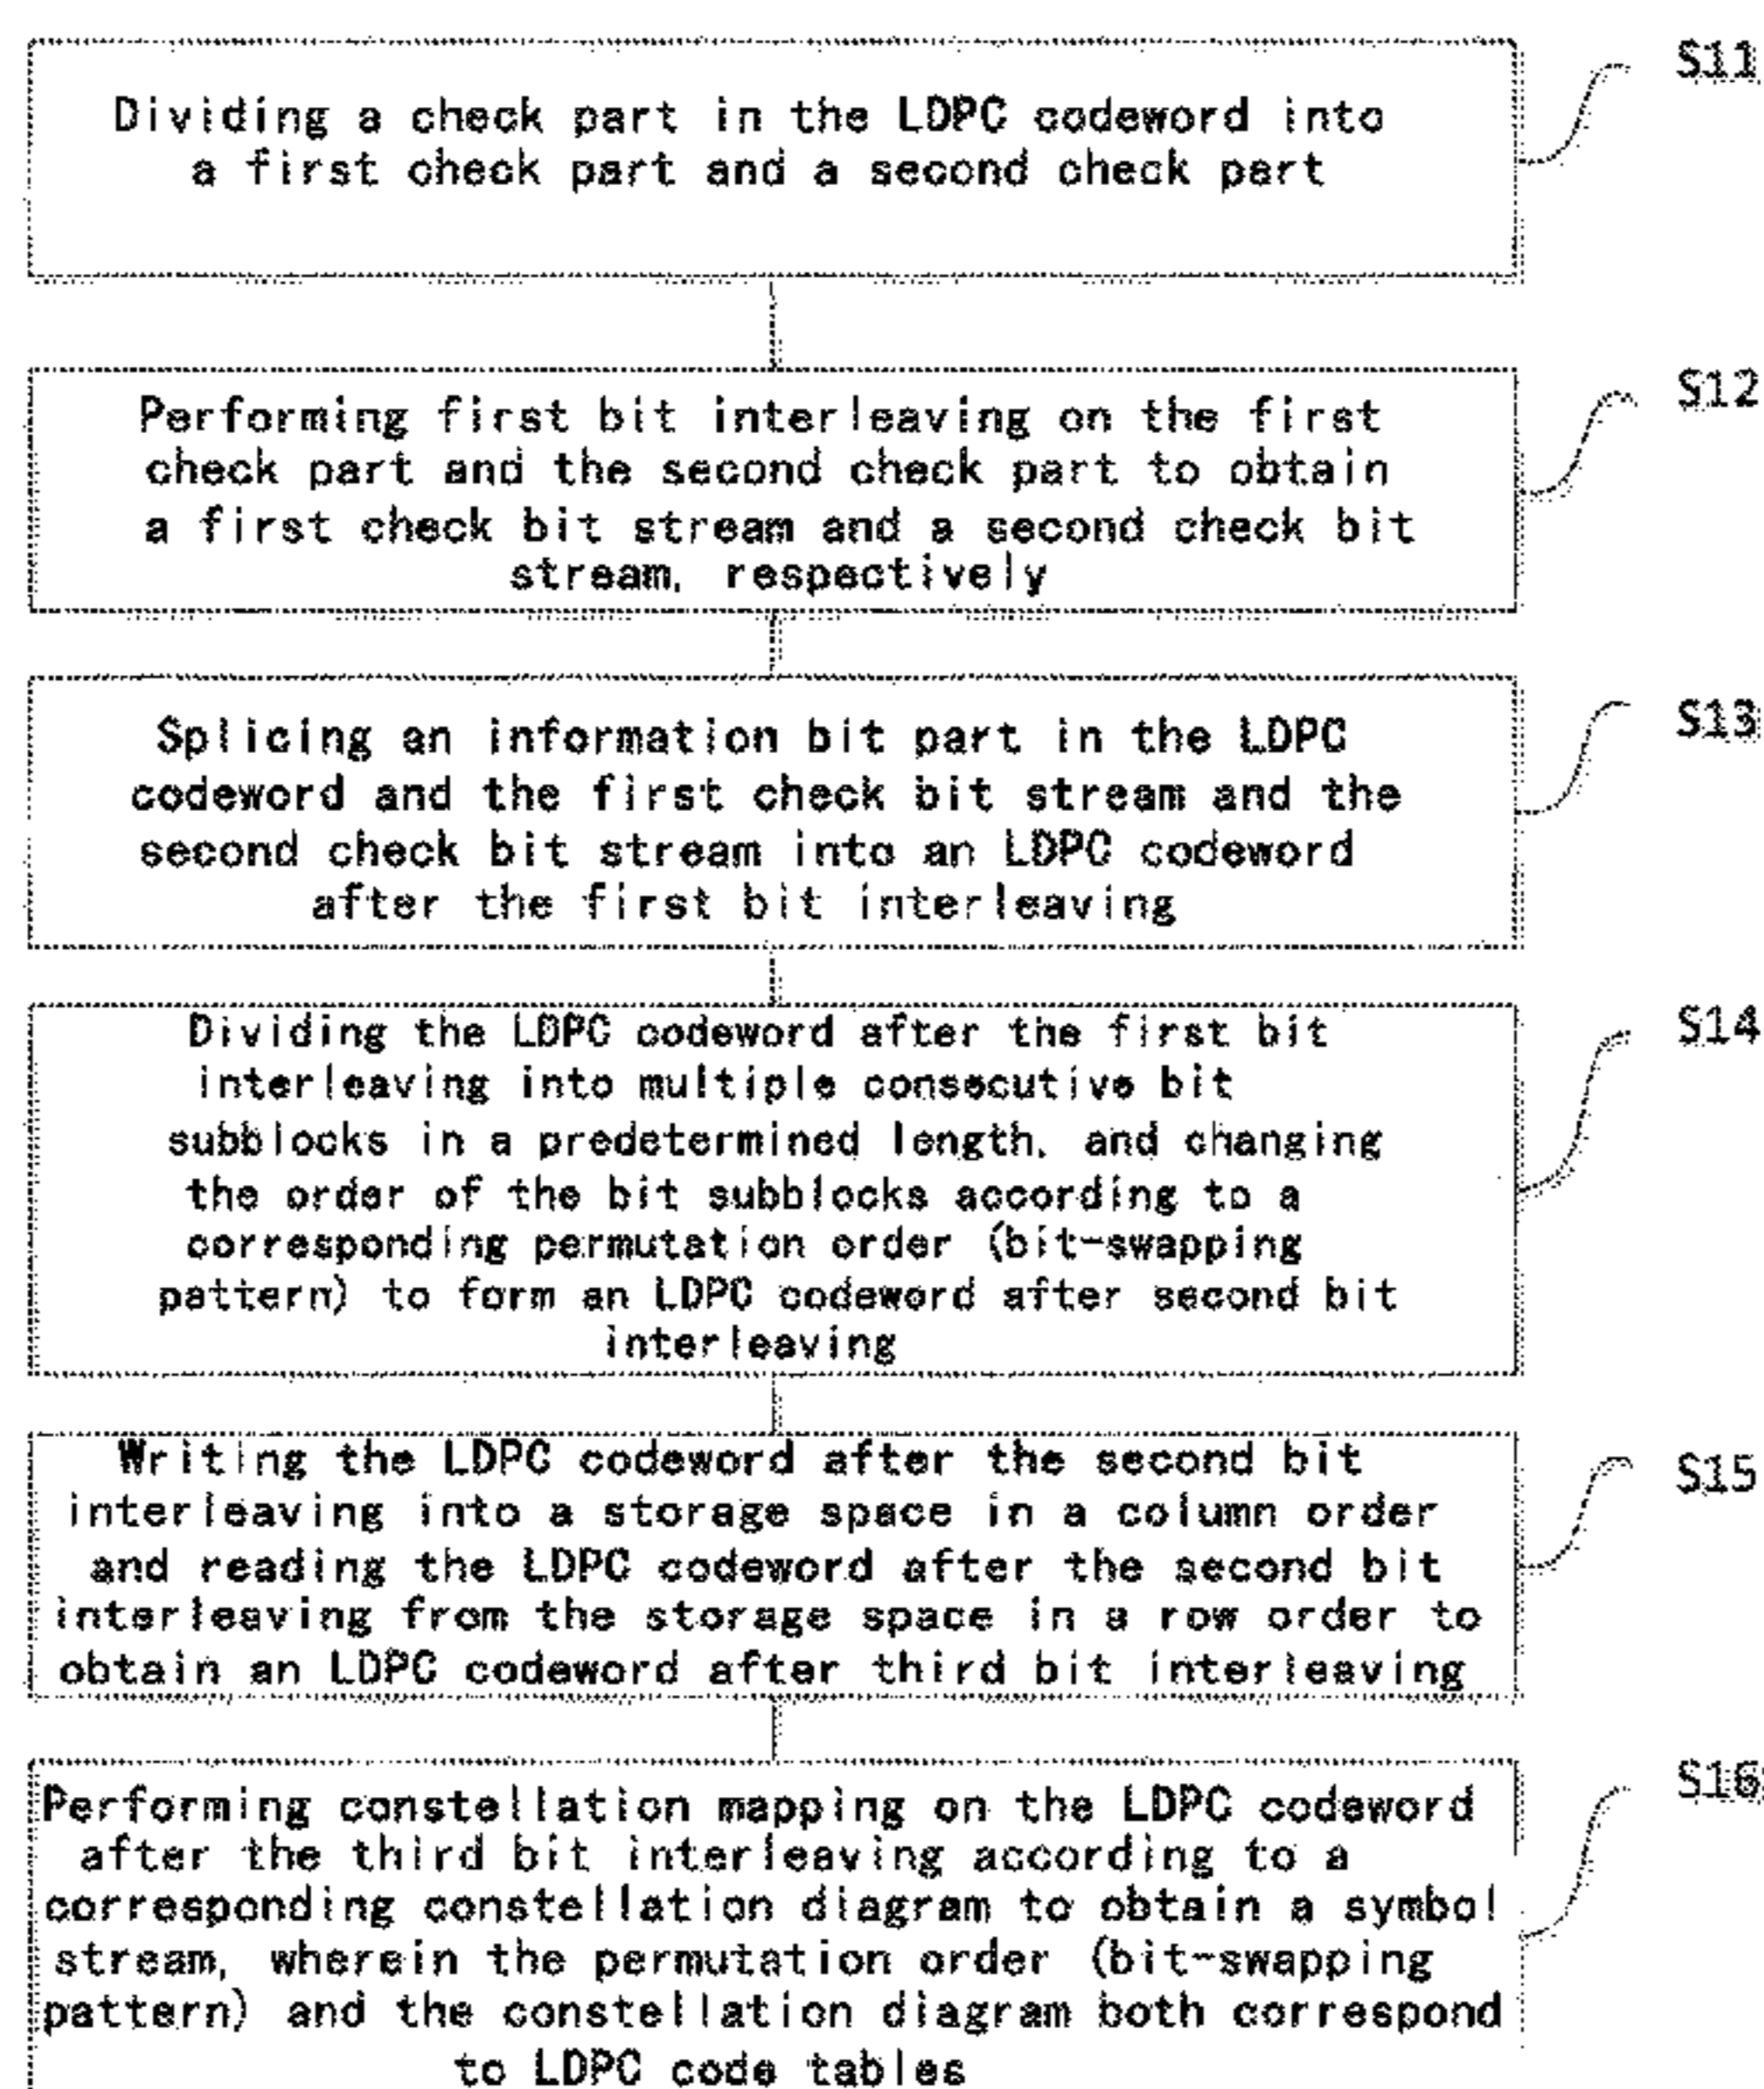 S11
Dividing a check part in the LDPC codeword into
a first check part and a second check part
S12
Performing first bit interleaving on the first
check part and the second check part to obtain
a first check bit stream and a second check bit
stream, respectively
S13
Splicing an information bit part in the LDPC
codeword and the first check bit stream and the
second check bit stream into an LDPC codeword
after the first bit interleaving
S14
Dividing the LDPC codeword after the first bit
interleaving into multiple consecutive bit
subblocks in a predetermined length, and changing
the order of the bit subblocks according to a
corresponding permutation order (bit-swapping
pattern) to form an LDPC codeword after second bit
interleaving
S15
Writing the LDPC codeword after the second bit
interleaving into a storage space in a column order
and reading the LDPC codeword after the second bit
interleaving from the storage space in a row order to
obtain an LDPC codeword after third bit interleaving
S16
Performing constellation mapping on the LDPC codeword
after the third bit interleaving according to a
corresponding constellation diagram to obtain a symbol
stream, wherein the permutation order (bit-swapping
pattern) and the constellation diagram both correspond
to LDPC code tables